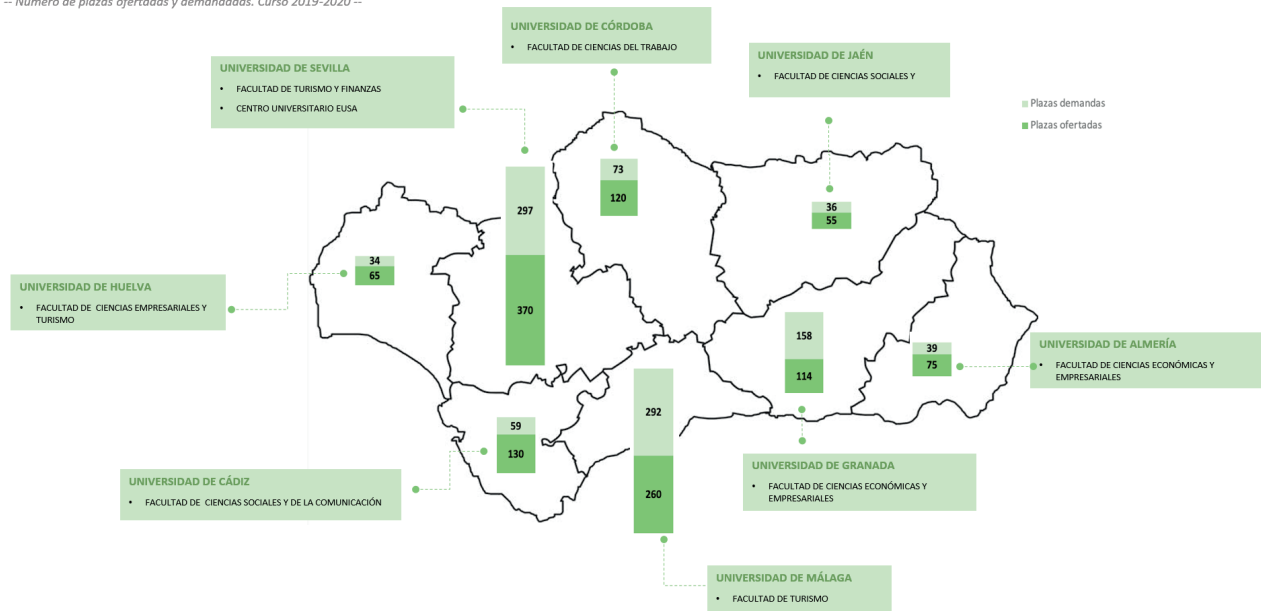 -- Número de plazas ofertadas y demandadas. Curso 2019-2020 --
UNIVERSIDAD DE CÓRDOBA
• FACULTAD DE CIENCIAS DEL TRABAJO
UNIVERSIDAD DE JAÉN
• FACULTAD DE CIENCIAS SOCIALES Y
UNIVERSIDAD DE SEVILLA
• FACULTAD DE TURISMO Y FINANZAS
• CENTRO UNIVERSITARIO EUSA
Plazas demandas
Plazas ofertadas
73
120
297
370
36
55
34
65
UNIVERSIDAD DE HUELVA
• FACULTAD DE CIENCIAS EMPRESARIALES Y
TURISMO
158
114
39
75
UNIVERSIDAD DE ALMERÍA
• FACULTAD DE CIENCIAS ECONÓMICAS Y
EMPRESARIALES
292
260
59
130
UNIVERSIDAD DE CÁDIZ
• FACULTAD DE CIENCIAS SOCIALES Y DE LA COMUNICACIÓN
UNIVERSIDAD DE GRANADA
• FACULTAD DE CIENCIAS ECONÓMICAS Y
EMPRESARIALES
UNIVERSIDAD DE MÁLAGA
• FACULTAD DE TURISMO